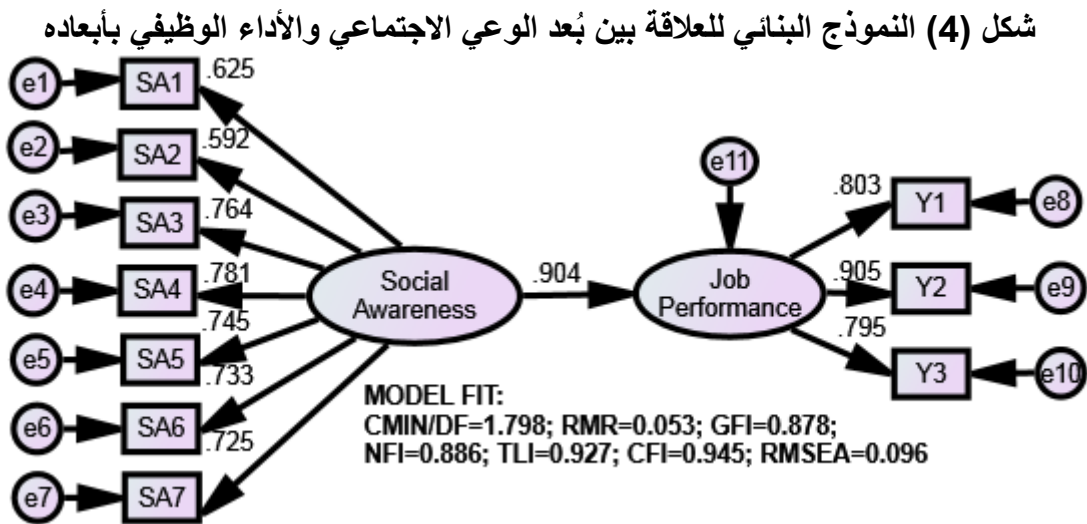 شكل (4) النموذج البنائي للعلاقة بين بُعد الوعي الاجتماعي والأداء الوظيفي بأبعاده
e1
SA1
.625
e2
SA2
.592
e3
SA3
.764
e4
SA4
.781
e5
SA5
.745
e6
SA6
.733
e7
SA7
.725
Social
Awareness
.904
e11
Job
Performance
.803
Y1
e8
.905
Y2
e9
.795
Y3
e10
MODEL FIT:
CMIN/DF=1.798; RMR=0.053; GFI=0.878;
NFI=0.886; TLI=0.927; CFI=0.945; RMSEA=0.096